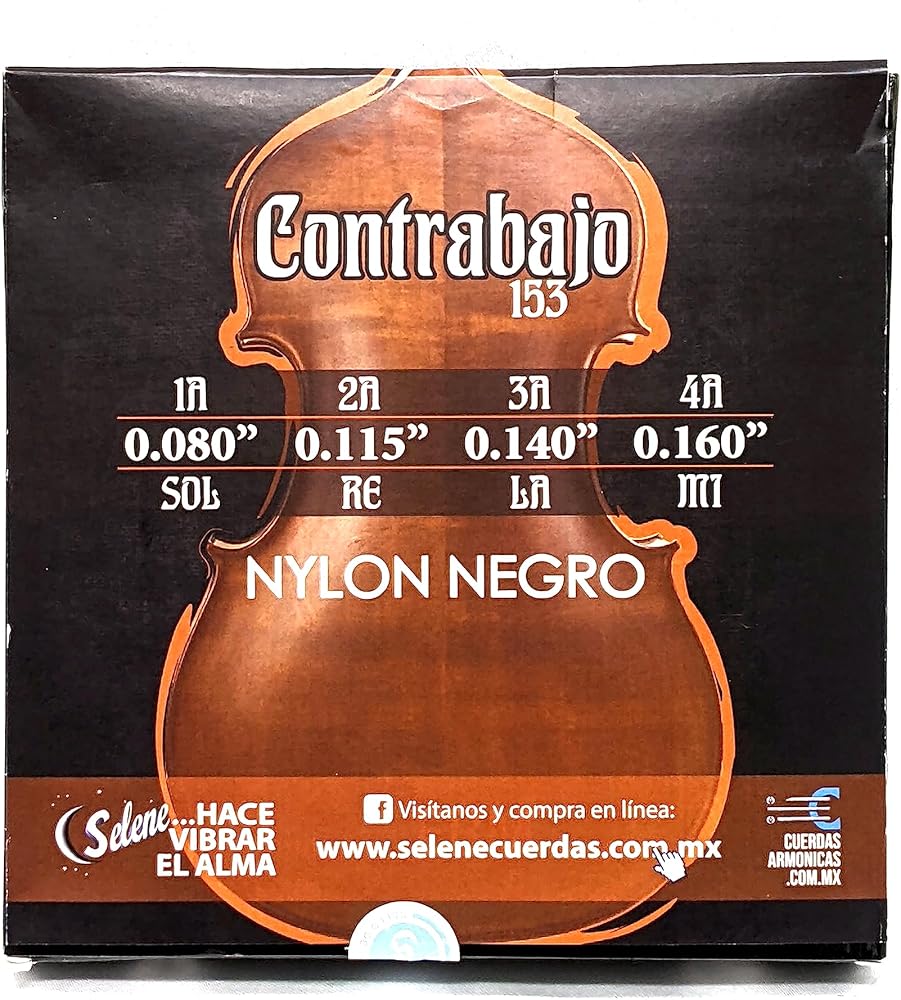 Contrabajo
153
1A 2A 3A 4A
0.080” 0.115” 0.140” 0.160”
SOL RE LA MI
NYLON NEGRO
Selene...HACE
VIBRAR
EL ALMA
f Visítanos y compra en línea:
www.selenecuerdas.com.mx
CUERDAS
ARMONICAS
.COM.MX